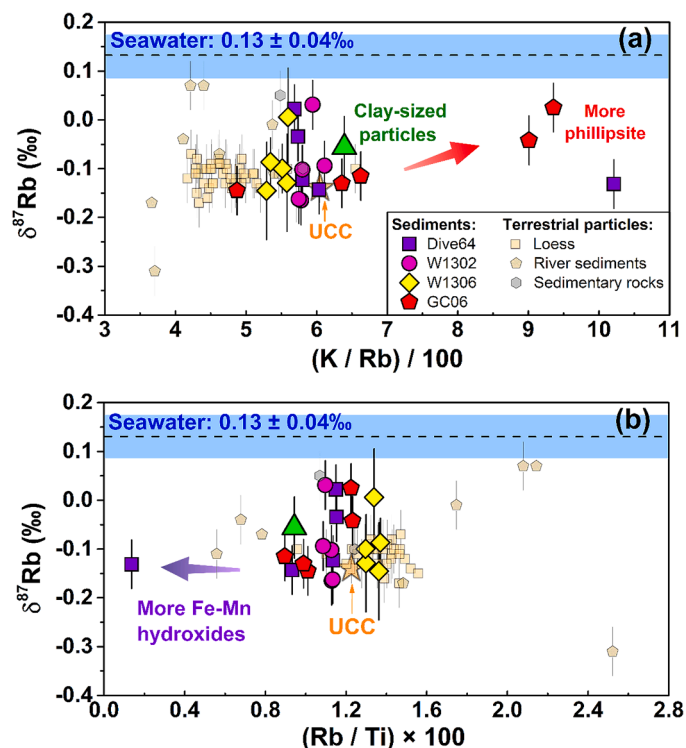 0.2
Seawater: 0.13 ± 0.04‰
(a)
0.1
0.0
Clay-sized
particles
More
phillipsite
-0.1
δ⁸⁷Rb (‰)
-0.2
UCC
Sediments: Terrestrial particles:
Dive64 Loess
W1302 River sediments
W1306 Sedimentary rocks
GC06
-0.3
-0.4
3 4 5 6 7 8 9 10 11
(K / Rb) / 100
0.2
Seawater: 0.13 ± 0.04‰
(b)
0.1
0.0
-0.1
δ⁸⁷Rb (‰)
-0.2
More Fe-Mn
hydroxides
UCC
-0.3
-0.4
0.0 0.4 0.8 1.2 1.6 2.0 2.4 2.8
(Rb / Ti) × 100